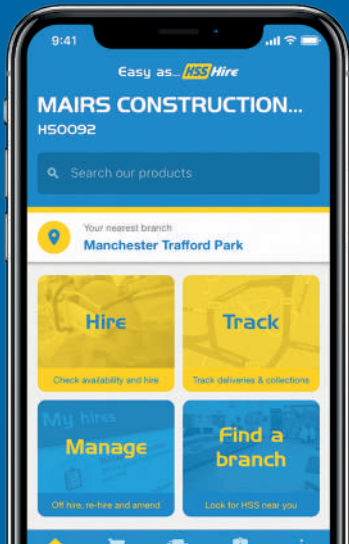 9:41
Easy as... HSS Hire
MAIRS CONSTRUCTION...
HS0092
Search our products
Your nearest branch
Manchester Trafford Park
Hire
Check availability and hire
Track
Track deliveries & collections
My hires
Manage
Off hire, re-hire and amend
Find a
branch
Look for HSS near you